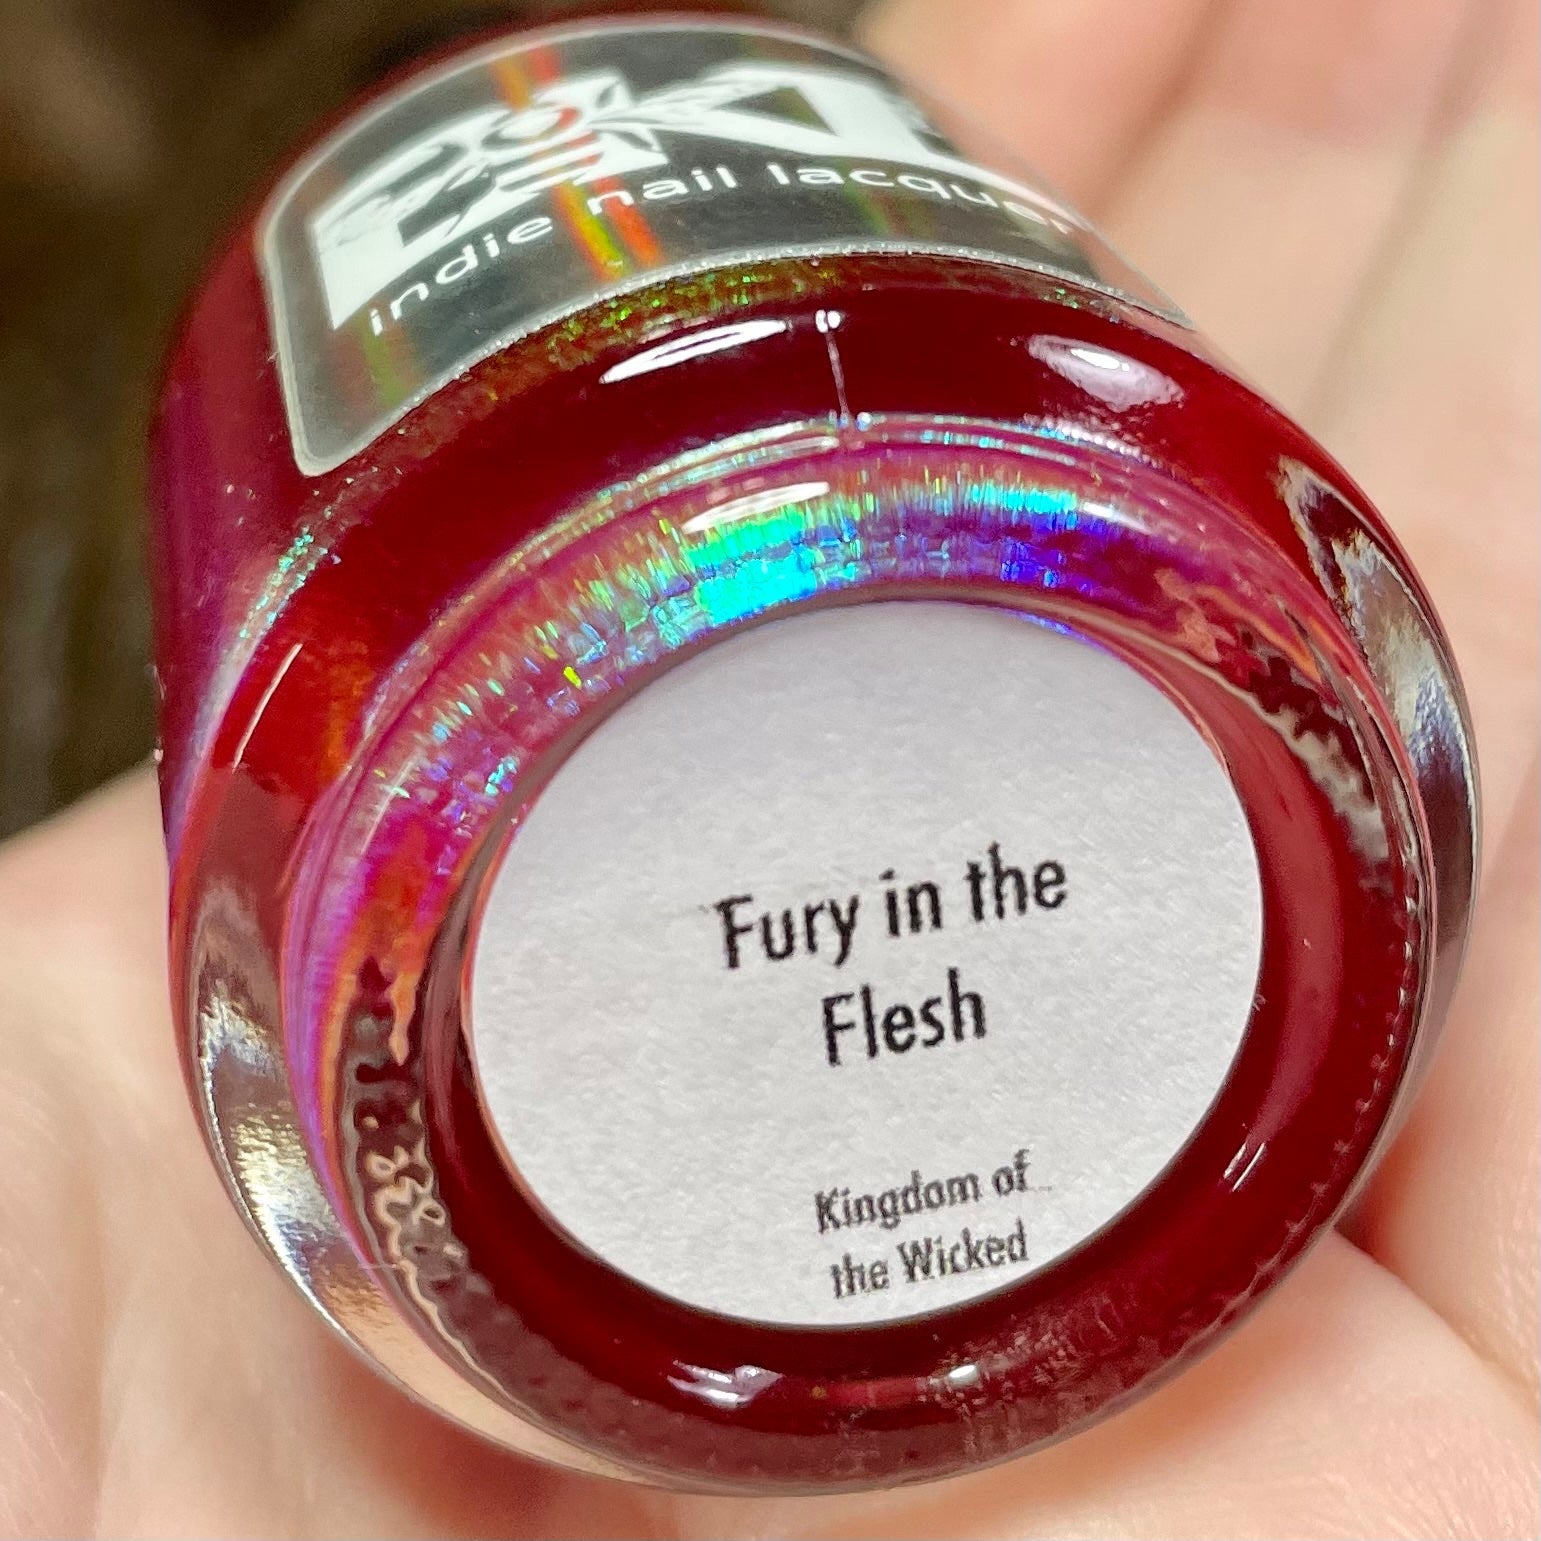 indie nail lacquer
Fury in the
Flesh
Kingdom of
the Wicked